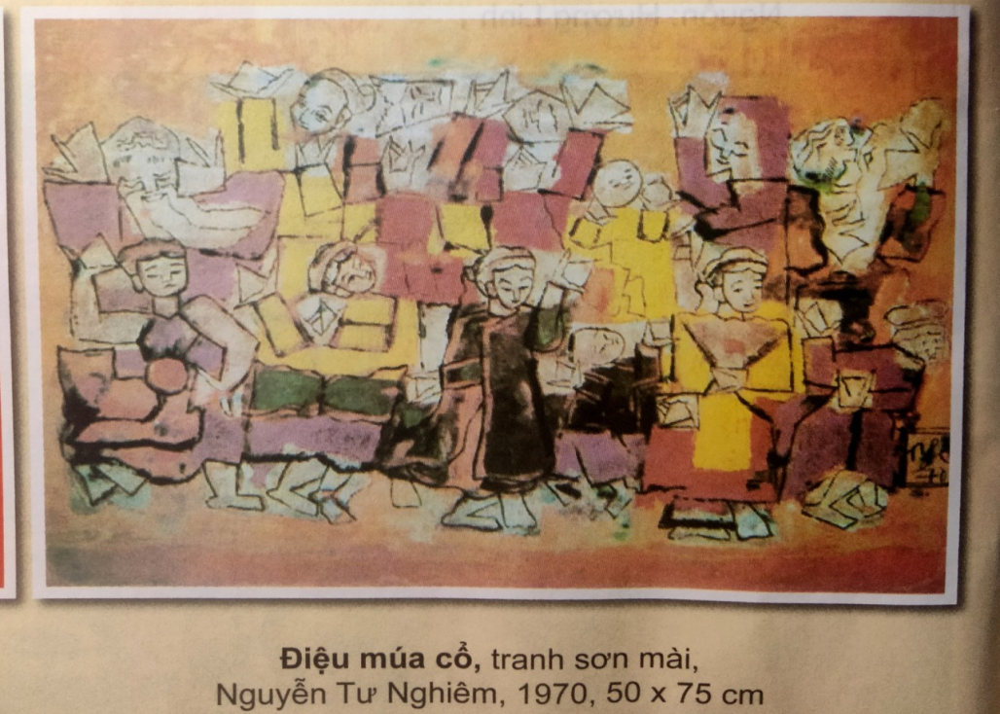 Điệu múa cổ, tranh sơn mài,
Nguyễn Tư Nghiêm, 1970, 50 x 75 cm